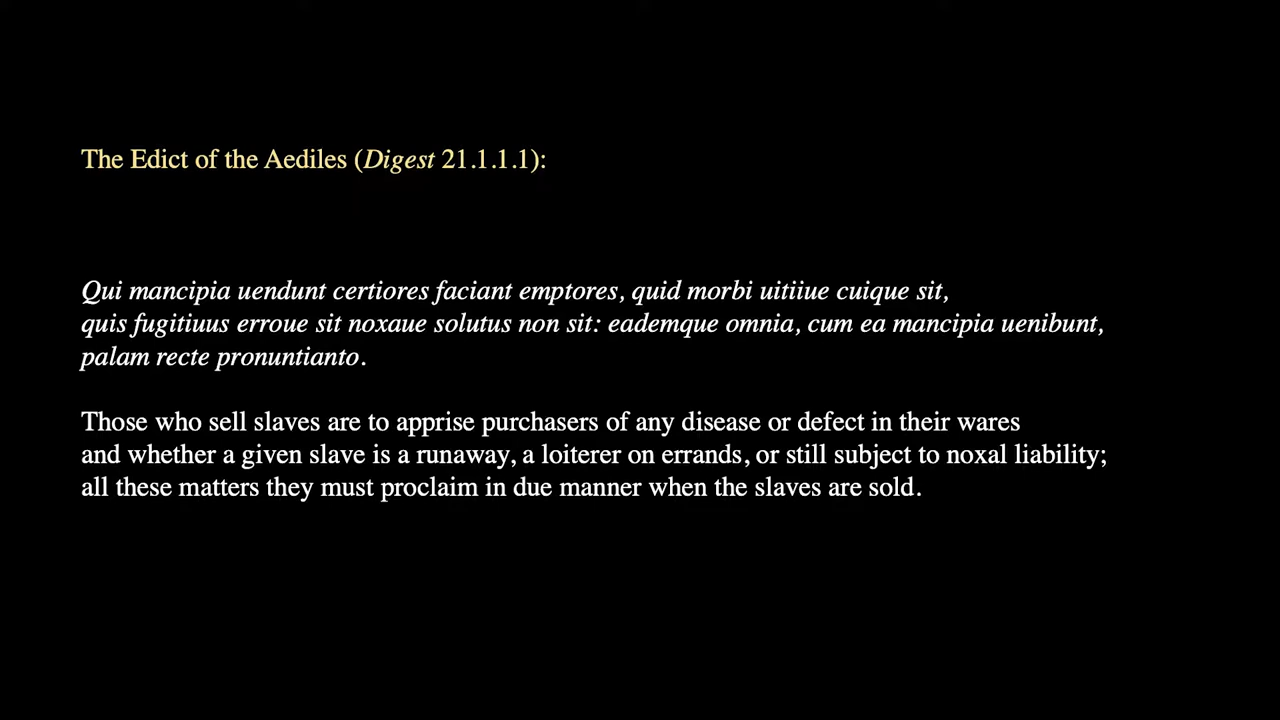 The Edict of the Aediles (Digest 21.1.1.1):
Qui mancipia uendunt certiores faciant emptores, quid morbi uitiiue cuique sit,
quis fugitiuus erroue sit noxaue solutus non sit: eademque omnia, cum ea mancipia uenibunt,
palam recte pronuntianto.
Those who sell slaves are to apprise purchasers of any disease or defect in their wares
and whether a given slave is a runaway, a loiterer on errands, or still subject to noxal liability;
all these matters they must proclaim in due manner when the slaves are sold.